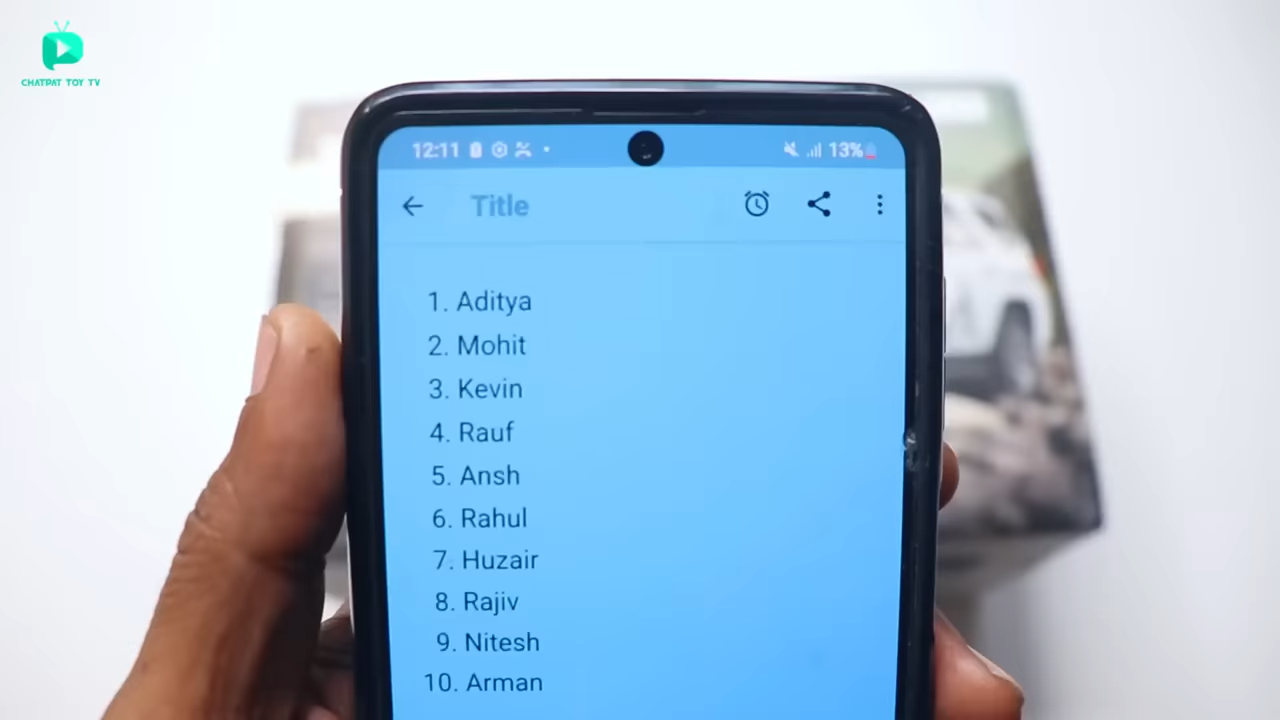 CHATPAT TOY TV
12:11
13%
Title
1. Aditya
2. Mohit
3. Kevin
4. Rauf
5. Ansh
6. Rahul
7. Huzair
8. Rajiv
9. Nitesh
10. Arman